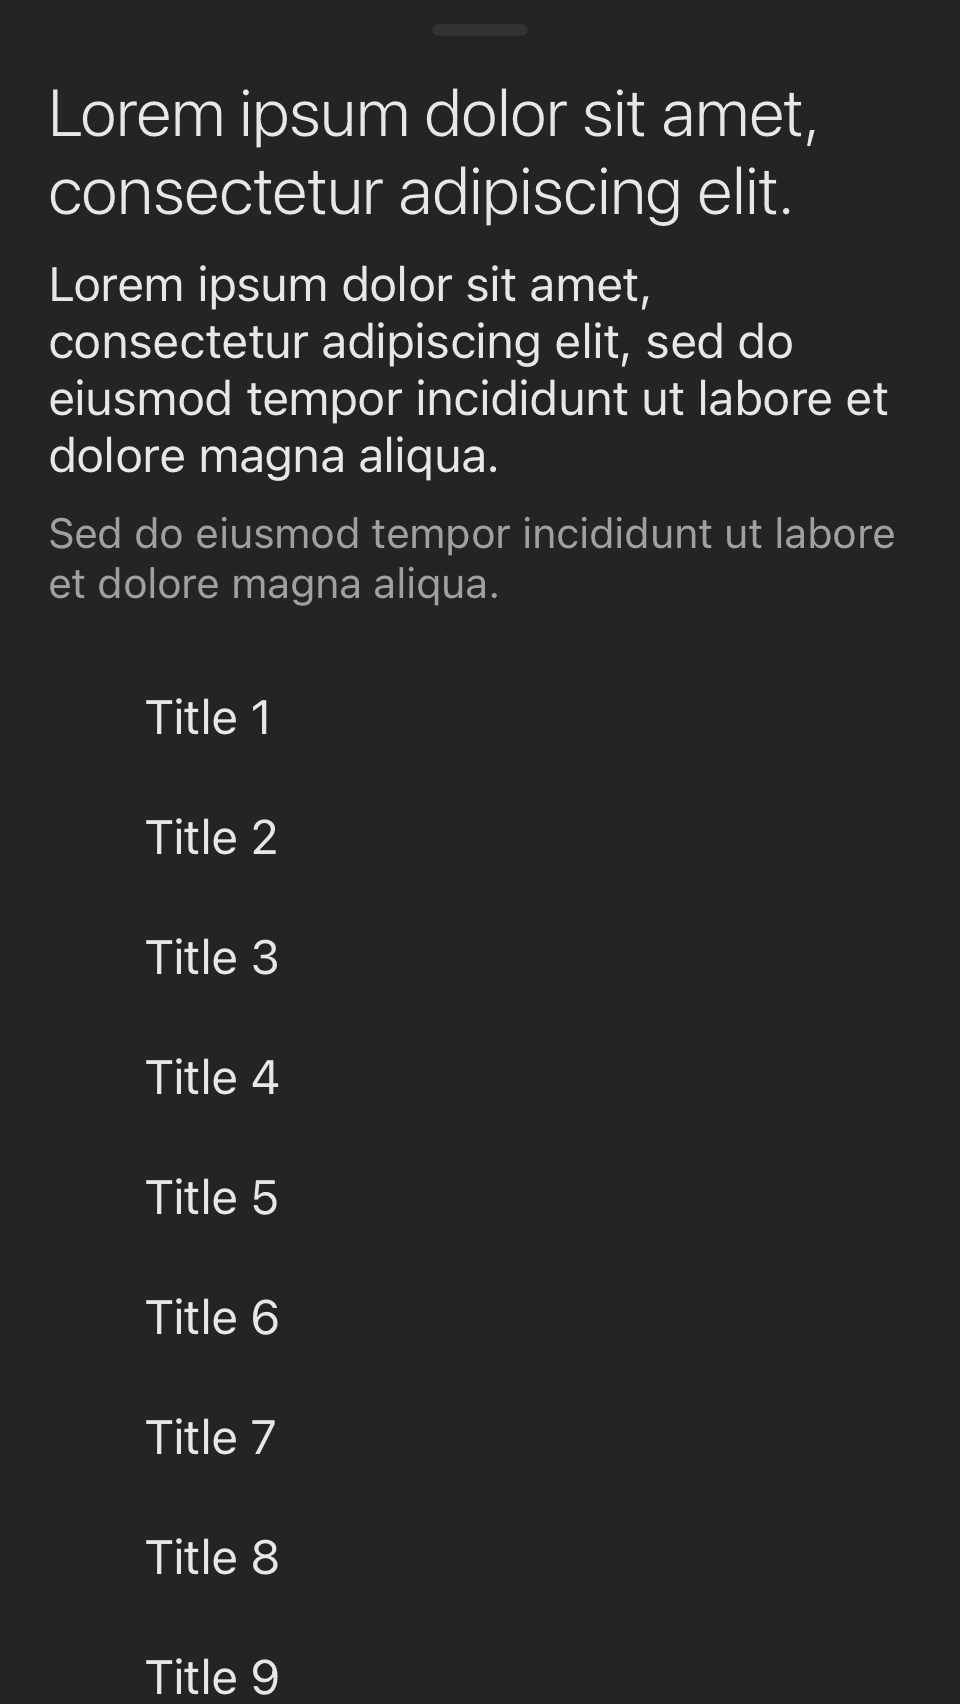 Lorem ipsum dolor sit amet,
consectetur adipiscing elit.
Lorem ipsum dolor sit amet,
consectetur adipiscing elit, sed do
eiusmod tempor incididunt ut labore et
dolore magna aliqua.
Sed do eiusmod tempor incididunt ut labore
et dolore magna aliqua.
Title 1
Title 2
Title 3
Title 4
Title 5
Title 6
Title 7
Title 8
Title 9